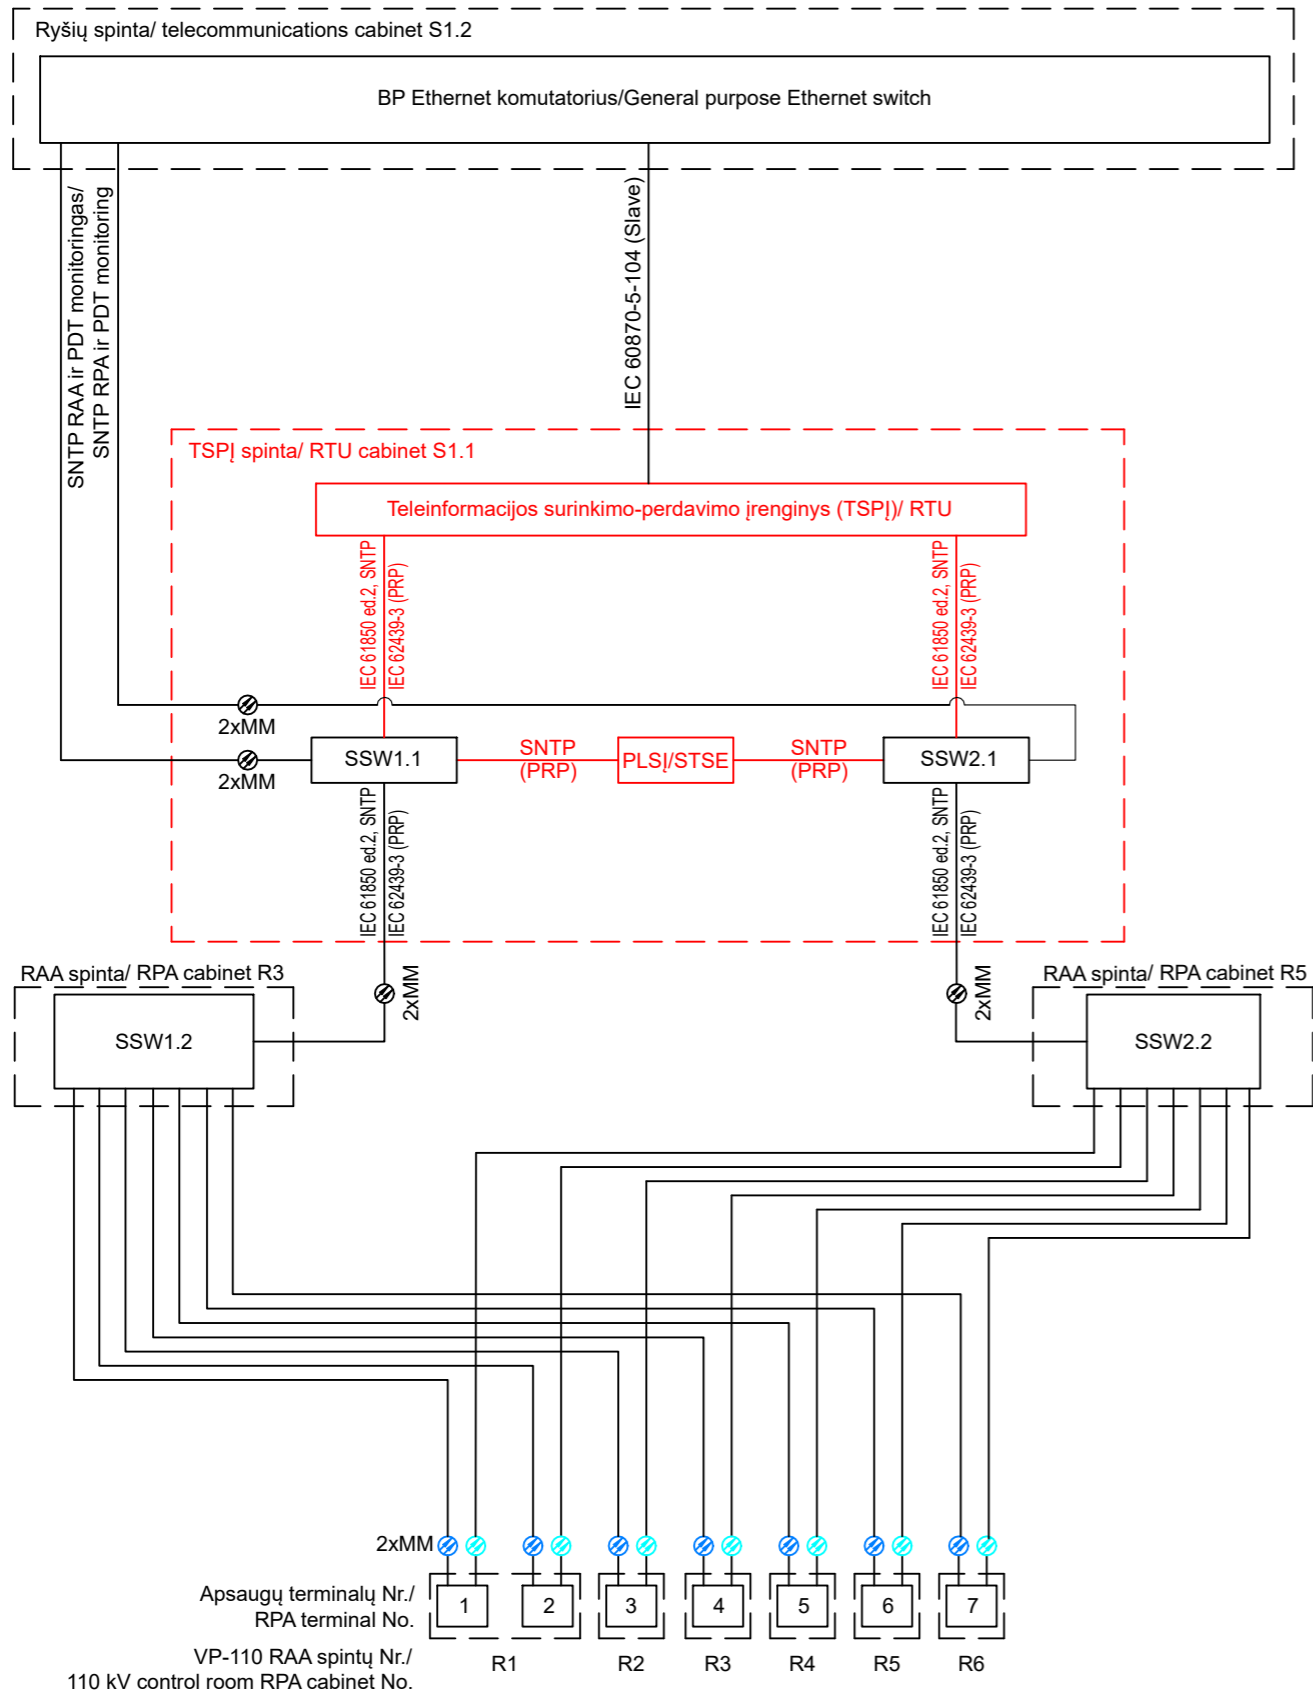 Ryšių spinta/ telecommunications cabinet S1.2
BP Ethernet komutatorius/General purpose Ethernet switch
SNTP RAA ir PDT monitoringas/
SNTP RPA ir PDT monitoring
IEC 60870-5-104 (Slave)
TSPĮ spinta/ RTU cabinet S1.1
Teleinformacijos surinkimo-perdavimo įrenginys (TSPĮ)/ RTU
IEC 61850 ed.2, SNTP
IEC 62439-3 (PRP)
IEC 61850 ed.2, SNTP
IEC 62439-3 (PRP)
2xMM
2xMM
SSW1.1
SNTP
(PRP)
PLSĮ/STSE
SNTP
(PRP)
SSW2.1
IEC 61850 ed.2, SNTP
IEC 62439-3 (PRP)
IEC 61850 ed.2, SNTP
IEC 62439-3 (PRP)
RAA spinta/ RPA cabinet R3
2xMM
2xMM
RAA spinta/ RPA cabinet R5
SSW1.2
SSW2.2
2xMM
Apsaugų terminalų Nr./
RPA terminal No.
1 2 3 4 5 6 7
VP-110 RAA spintų Nr./
110 kV control room RPA cabinet No.
R1 R2 R3 R4 R5 R6